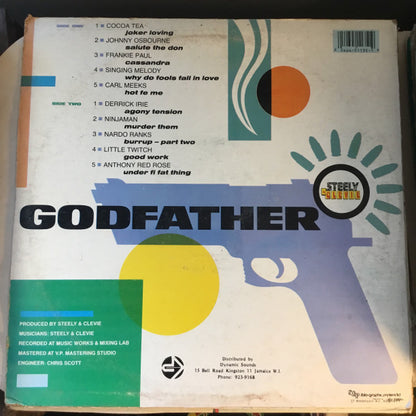 SIDE ONE
1 = COCOA TEA
joker loving
2 = JOHNNY OSBOURNE
salute the don
3 = FRANKIE PAUL
cassandra
4 = SINGING MELODY
why do fools fall in love
5 = CARL MEEKS
hot fe me
SIDE TWO
1 = DERRICK IRIE
agony tension
2 = NINJAMAN
murder them
3 = NARDO RANKS
burrup – part two
4 = LITTLE TWITCH
good work
5 = ANTHONY RED ROSE
under fi fat thing
STEELY
& CLEVIE
GODFATHER
PRODUCED BY STEELY & CLEVIE
MUSICIANS: STEELY & CLEVIE
RECORDED AT MUSIC WORKS & MIXING LAB
MASTERED AT V.P. MASTERING STUDIO
ENGINEER: CHRIS SCOTT
Distributed by
Dynamic Sounds
15 Bell Road Kingston 11 Jamaica W.I.
Phone: 923-9168